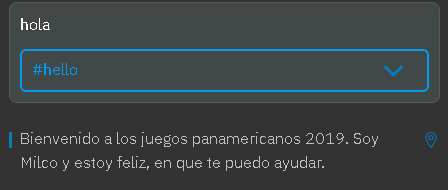 hola
#hello
Bienvenido a los juegos panamericanos 2019. Soy
Milco y estoy feliz, en que te puedo ayudar.